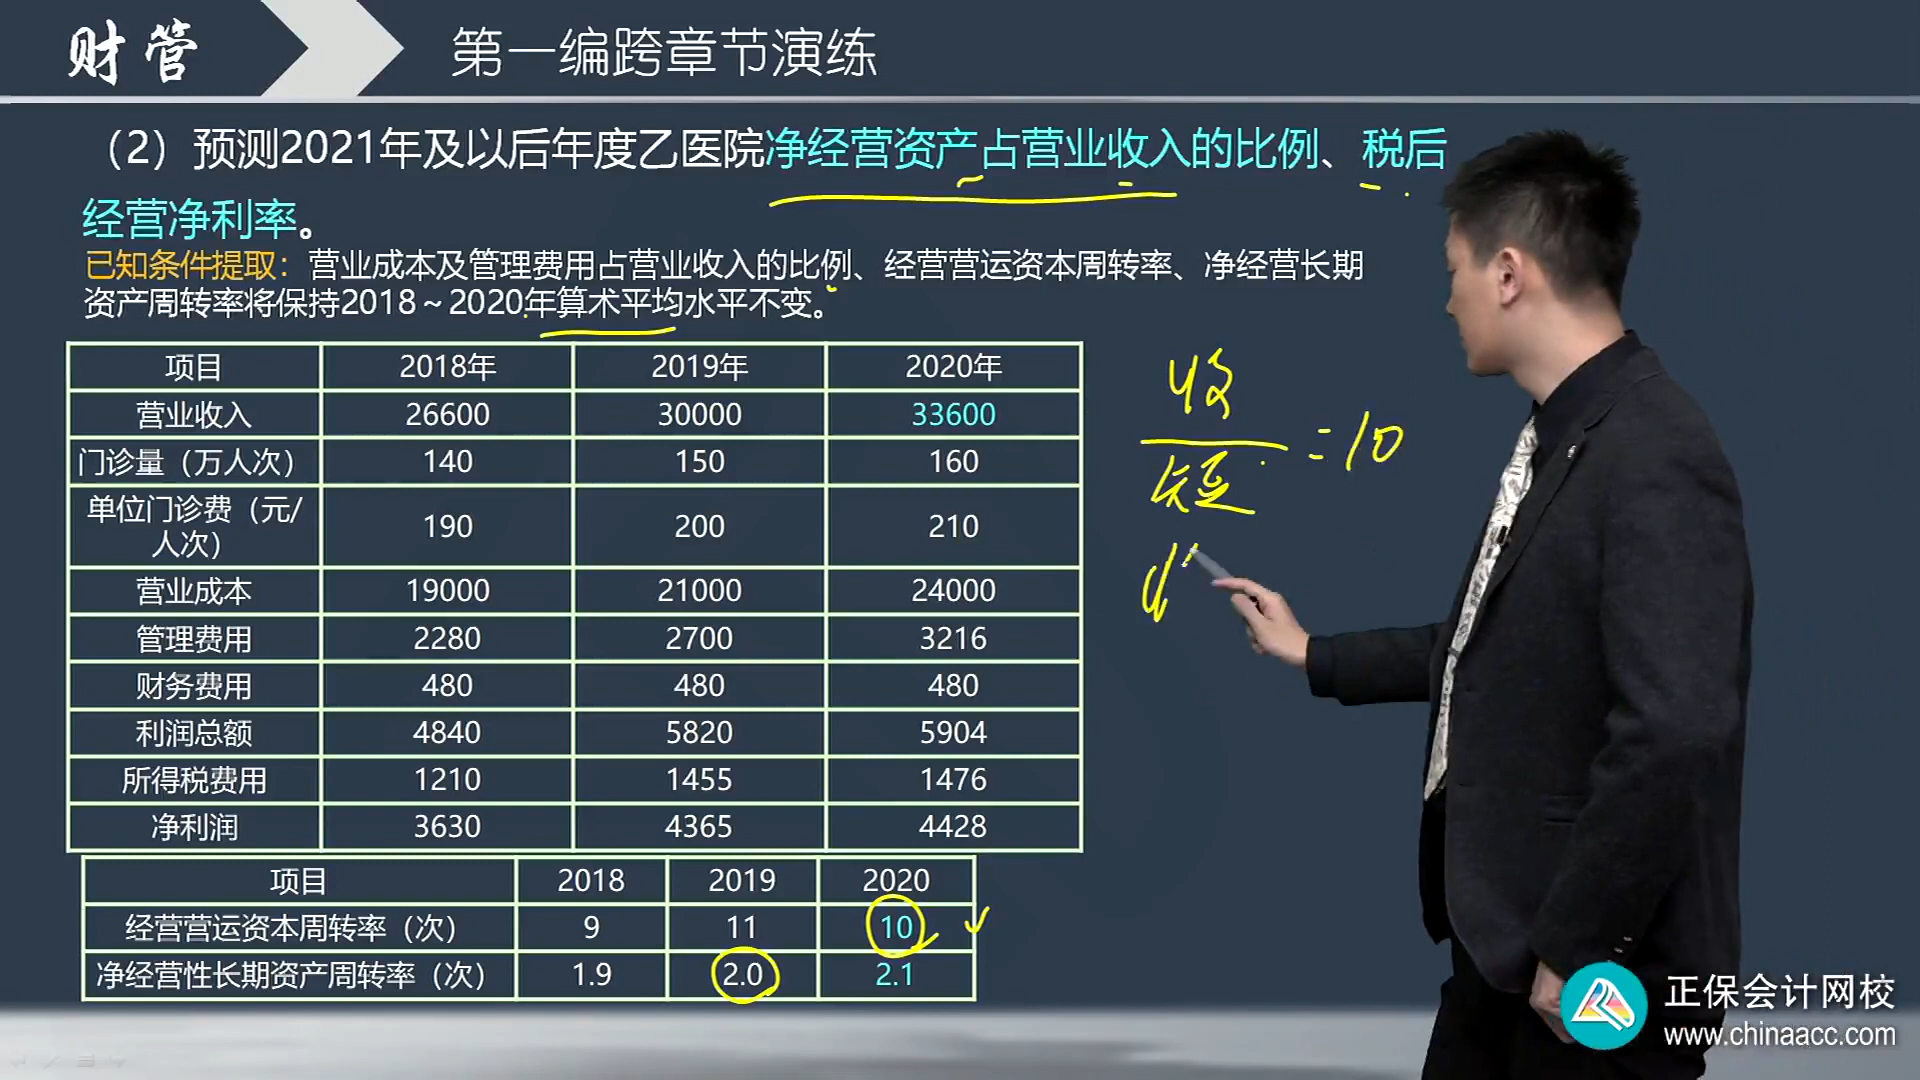 财管
第一编跨章节演练
（2）预测2021年及以后年度乙医院净经营资产占营业收入的比例、税后
经营净利率。
已知条件提取：营业成本及管理费用占营业收入的比例、经营营运资本周转率、净经营长期
资产周转率将保持2018～2020年算术平均水平不变。
项目 2018年 2019年 2020年
营业收入 26600 30000 33600
门诊量（万人次） 140 150 160
单位门诊费（元/
人次） 190 200 210
营业成本 19000 21000 24000
管理费用 2280 2700 3216
财务费用 480 480 480
利润总额 4840 5820 5904
所得税费用 1210 1455 1476
净利润 3630 4365 4428
项目 2018 2019 2020
经营营运资本周转率（次） 9 11 10
净经营性长期资产周转率（次） 1.9 2.0 2.1
收
短 =10
正保会计网校
www.chinaacc.com